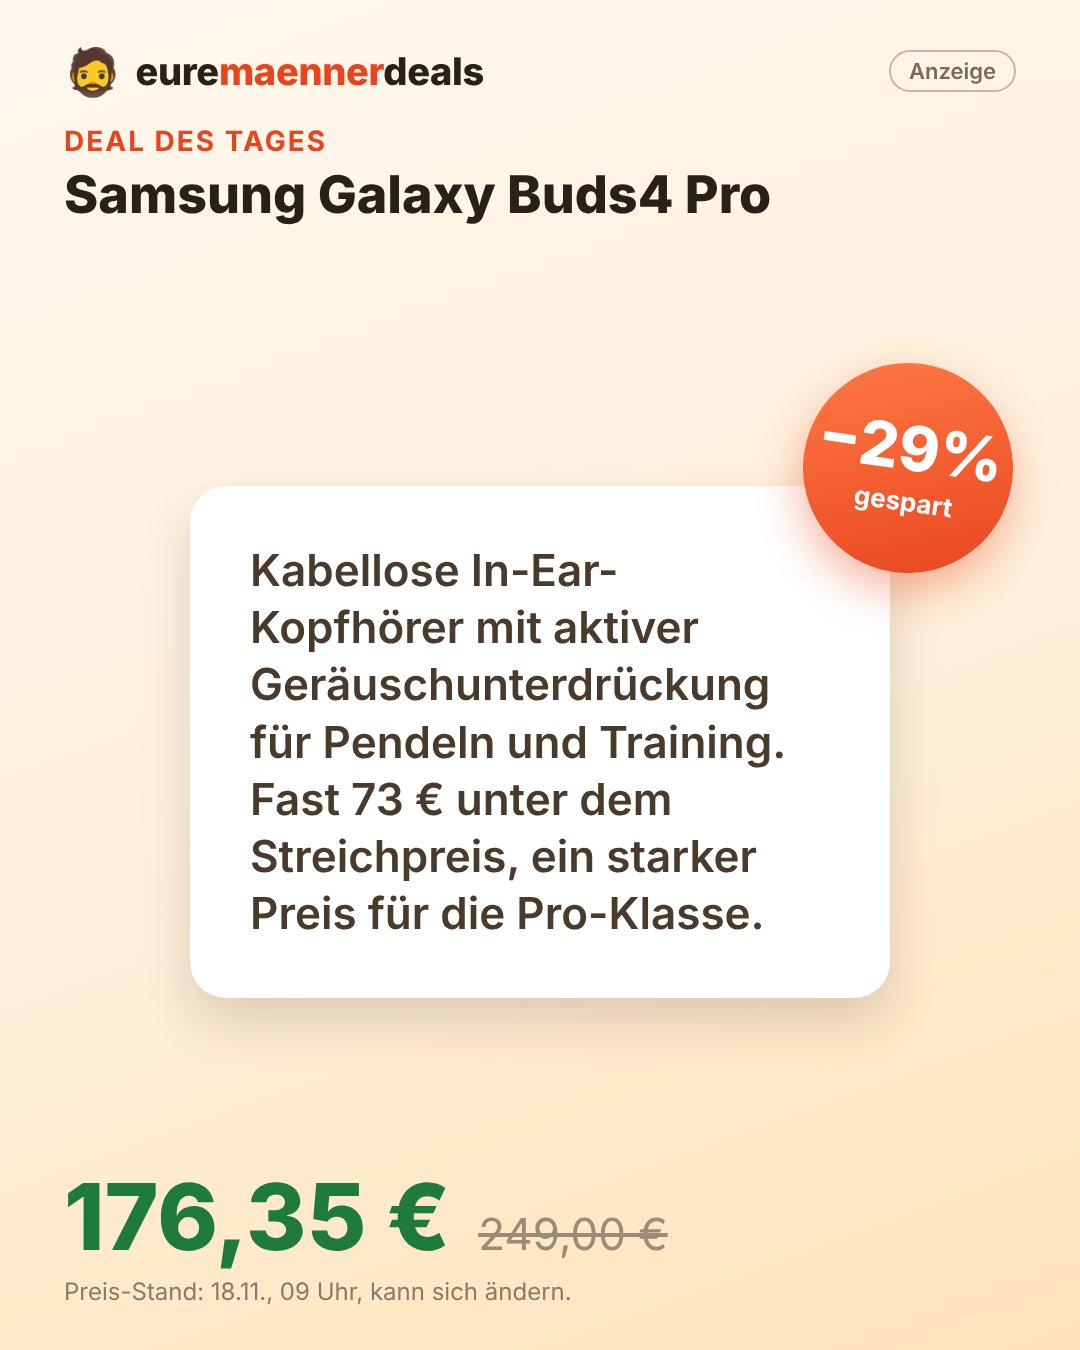 euremaennerdeals
Anzeige
DEAL DES TAGES
Samsung Galaxy Buds4 Pro
−29%
gespart
Kabellose In-Ear-
Kopfhörer mit aktiver
Geräuschunterdrückung
für Pendeln und Training.
Fast 73 € unter dem
Streichpreis, ein starker
Preis für die Pro-Klasse.
176,35 € 249,00 €
Preis-Stand: 18.11., 09 Uhr, kann sich ändern.